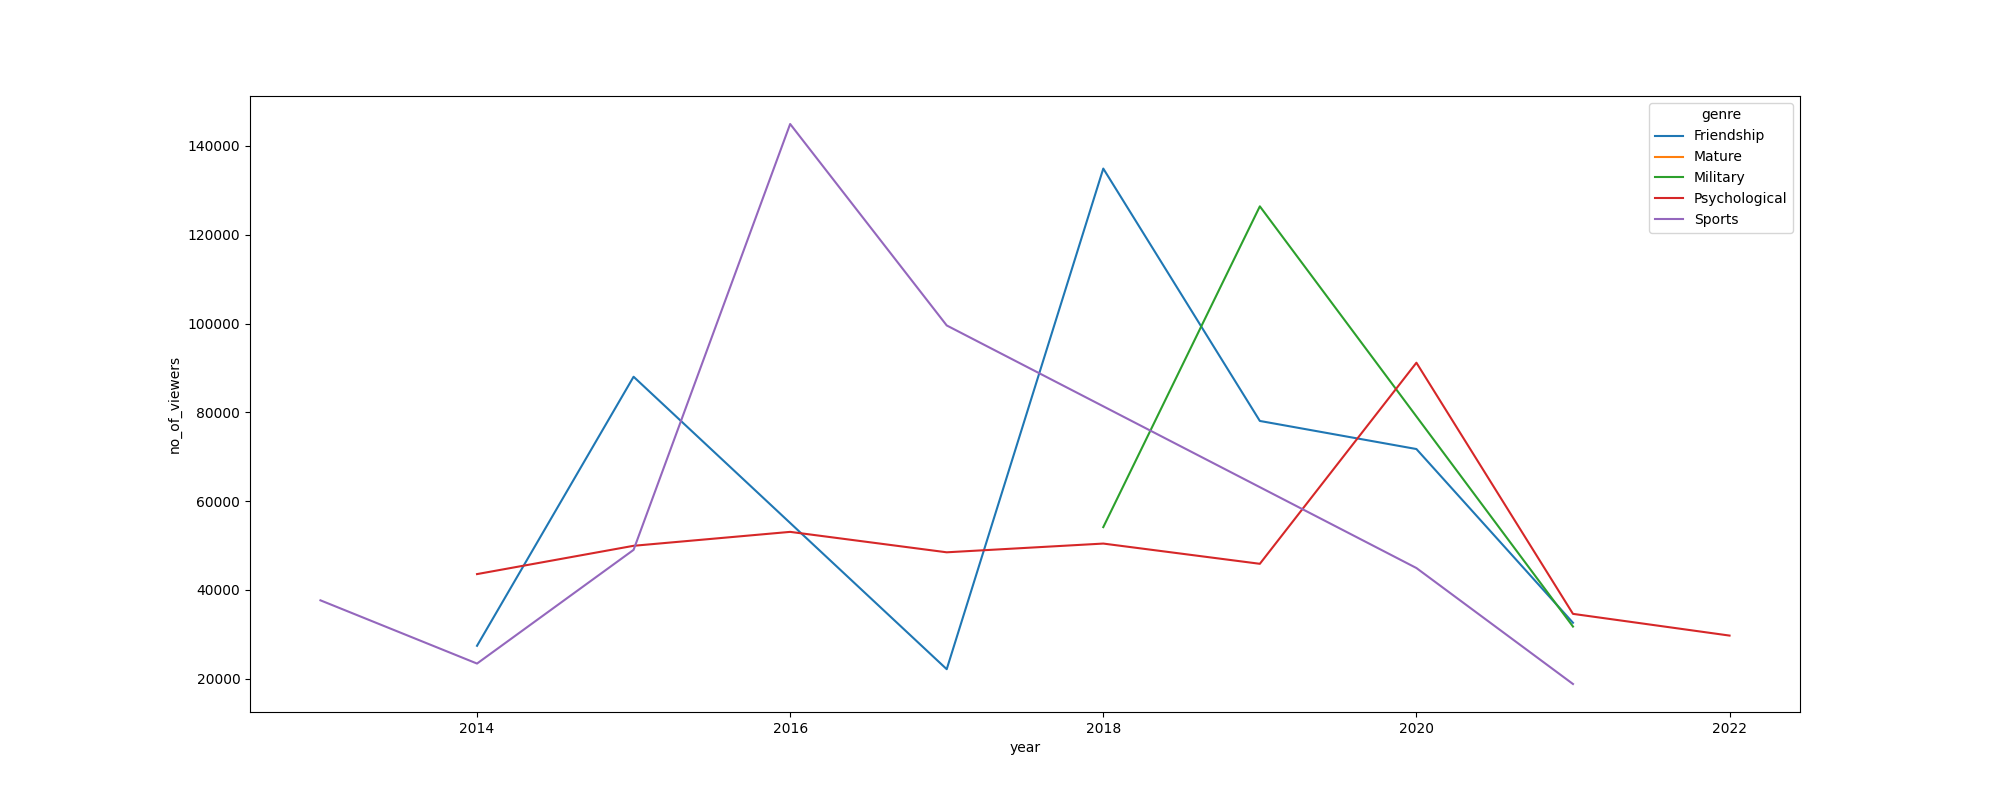 genre
Friendship
Mature
Military
Psychological
Sports
140000
120000
100000
80000
60000
40000
20000
no_of_viewers
2014 2016 2018 2020 2022
year